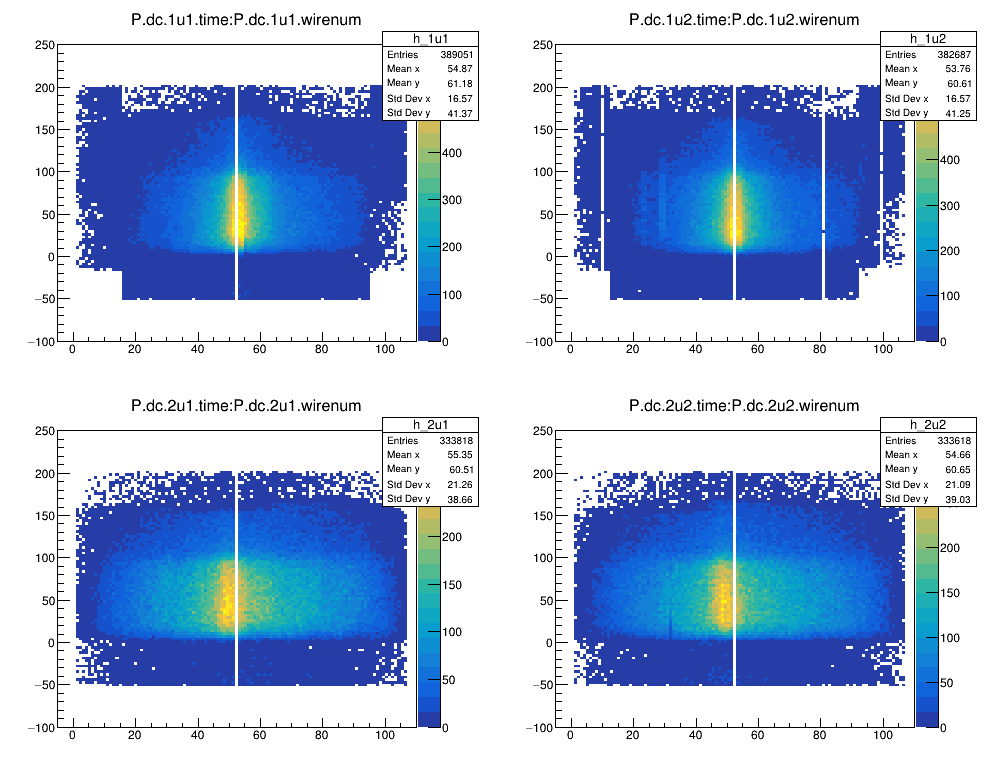 P.dc.1u1.time:P.dc.1u1.wirenum
h_1u1
Entries 389051
Mean x 54.87
Mean y 61.18
Std Dev x 16.57
Std Dev y 41.37
250
200
150
100
50
0
−50
−100
0 20 40 60 80 100
400
300
200
100
0
P.dc.1u2.time:P.dc.1u2.wirenum
h_1u2
Entries 382687
Mean x 53.76
Mean y 60.61
Std Dev x 16.57
Std Dev y 41.25
250
200
150
100
50
0
−50
−100
0 20 40 60 80 100
400
300
200
100
0
P.dc.2u1.time:P.dc.2u1.wirenum
h_2u1
Entries 333818
Mean x 55.35
Mean y 60.51
Std Dev x 21.26
Std Dev y 38.66
250
200
150
100
50
0
−50
−100
0 20 40 60 80 100
200
150
100
50
0
P.dc.2u2.time:P.dc.2u2.wirenum
h_2u2
Entries 333618
Mean x 54.66
Mean y 60.65
Std Dev x 21.09
Std Dev y 39.03
250
200
150
100
50
0
−50
−100
0 20 40 60 80 100
200
150
100
50
0